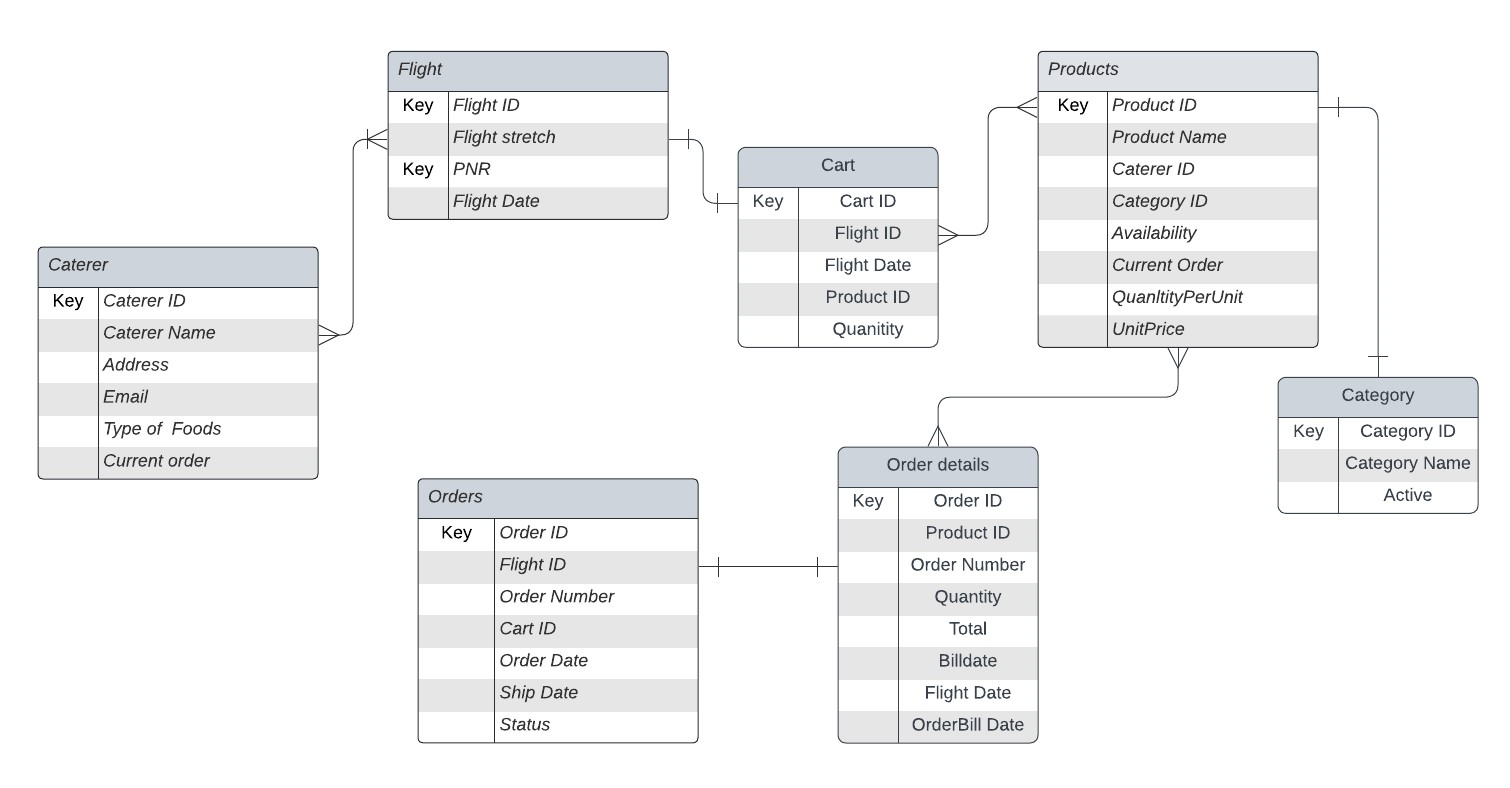 Flight
Key Flight ID
Flight stretch
Key PNR
Flight Date
Products
Key Product ID
Product Name
Caterer ID
Category ID
Availability
Current Order
QuanltityPerUnit
UnitPrice
Cart
Key Cart ID
Flight ID
Flight Date
Product ID
Quanitity
Caterer
Key Caterer ID
Caterer Name
Address
Email
Type of Foods
Current order
Category
Key Category ID
Category Name
Active
Orders
Key Order ID
Flight ID
Order Number
Cart ID
Order Date
Ship Date
Status
Order details
Key Order ID
Product ID
Order Number
Quantity
Total
Billdate
Flight Date
OrderBill Date